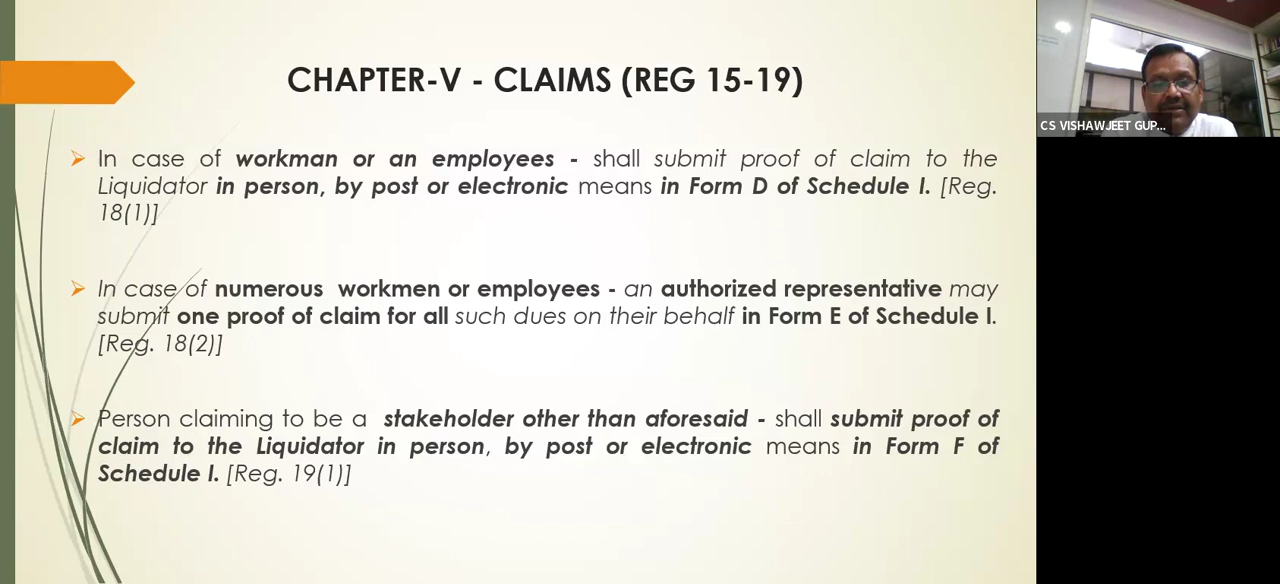 CHAPTER-V - CLAIMS (REG 15-19)
In case of workman or an employees - shall submit proof of claim to the
Liquidator in person, by post or electronic means in Form D of Schedule I. [Reg.
18(1)]
In case of numerous workmen or employees - an authorized representative may
submit one proof of claim for all such dues on their behalf in Form E of Schedule I.
[Reg. 18(2)]
Person claiming to be a stakeholder other than aforesaid - shall submit proof of
claim to the Liquidator in person, by post or electronic means in Form F of
Schedule I. [Reg. 19(1)]
CS VISHAWJEET GUP...